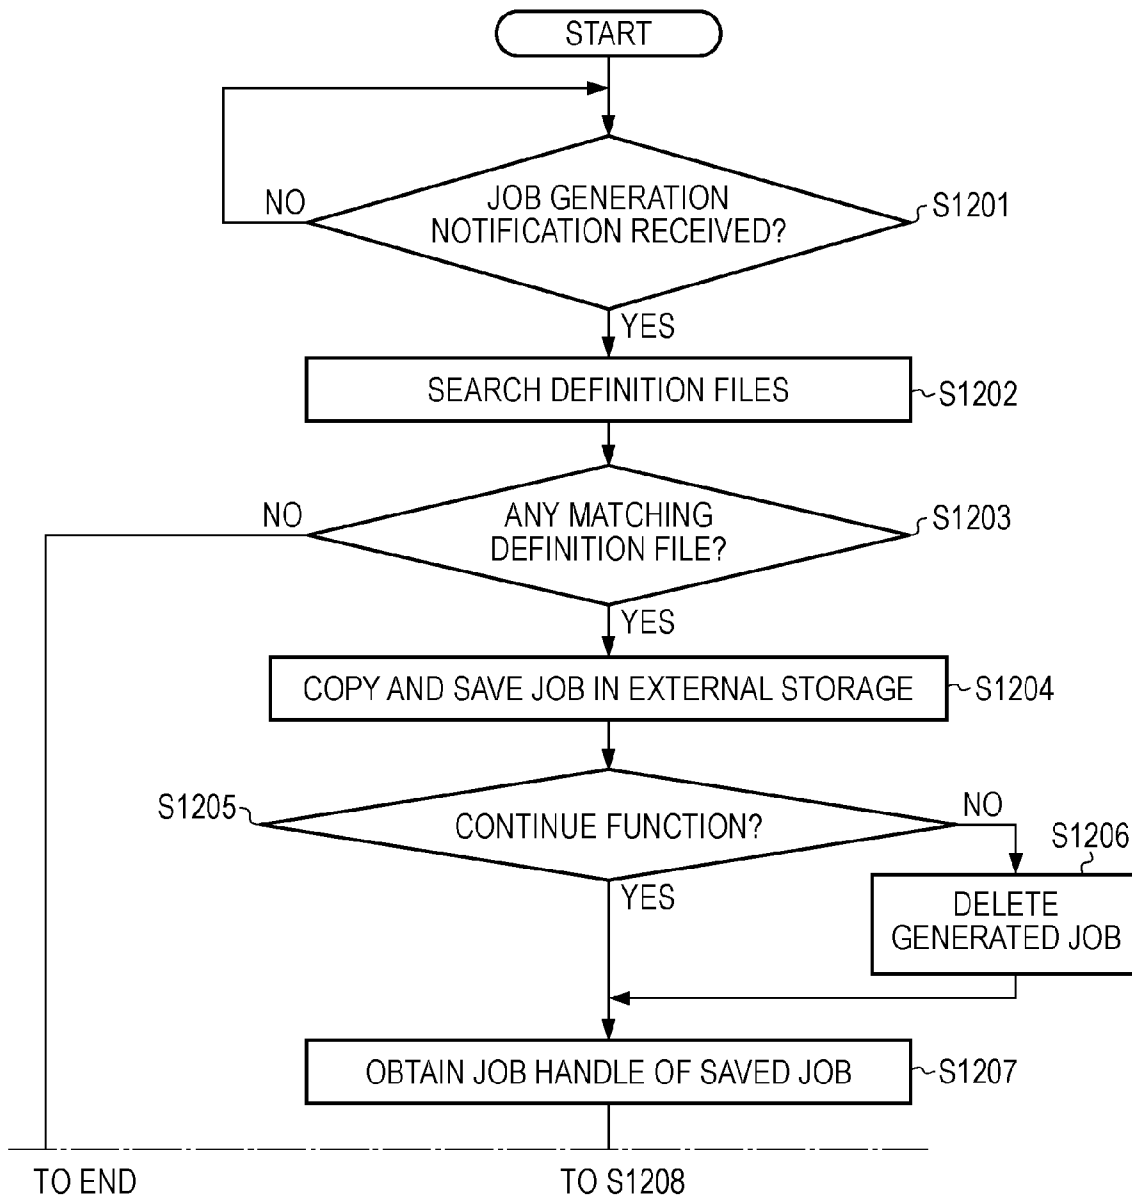 START
NO
JOB GENERATION
NOTIFICATION RECEIVED?
S1201
YES
SEARCH DEFINITION FILES
S1202
NO
ANY MATCHING
DEFINITION FILE?
S1203
YES
COPY AND SAVE JOB IN EXTERNAL STORAGE
S1204
S1205
CONTINUE FUNCTION?
NO
S1206
YES
DELETE
GENERATED JOB
OBTAIN JOB HANDLE OF SAVED JOB
S1207
TO END
TO S1208